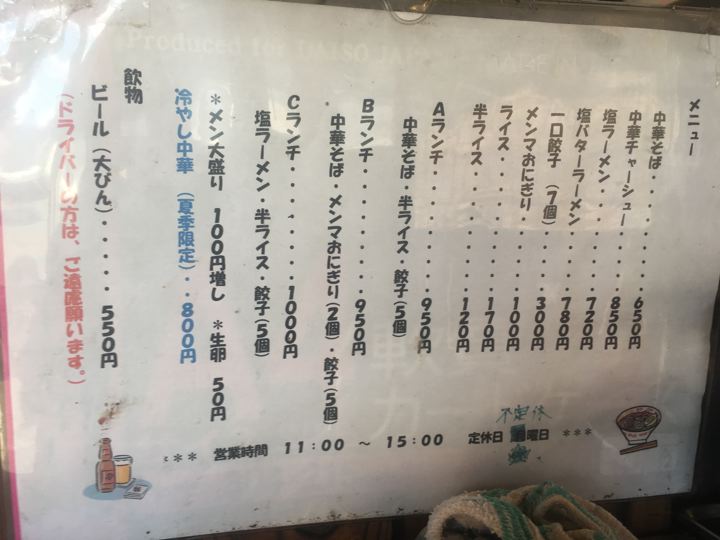 メニュー
中華そば・・・・・・・・・650円
中華チャーシュー・・・・・850円
塩ラーメン・・・・・・・・720円
塩バターラーメン・・・・・780円
一口餃子（7個）・・・・・300円
メンマおにぎり・・・・・・100円
ライス・・・・・・・・・・170円
半ライス・・・・・・・・・120円
Aランチ・・・・・・・・・950円
中華そば・半ライス・餃子(5個)
Bランチ・・・・・・・・・950円
中華そば・メンマおにぎり(2個)・餃子(5個)
Cランチ・・・・・・・・・1000円
塩ラーメン・半ライス・餃子(5個)
*メン大盛り 100円増し *生卵 50円
冷やし中華 (夏季限定)・・800円
飲物
ビール（大びん）・・・・・550円
(ドライバーの方は、ご遠慮願います。)
*** 営業時間 11：00 ～ 15：00 定休日 曜日 ***
不定休
Produced for DAISO JAPAN